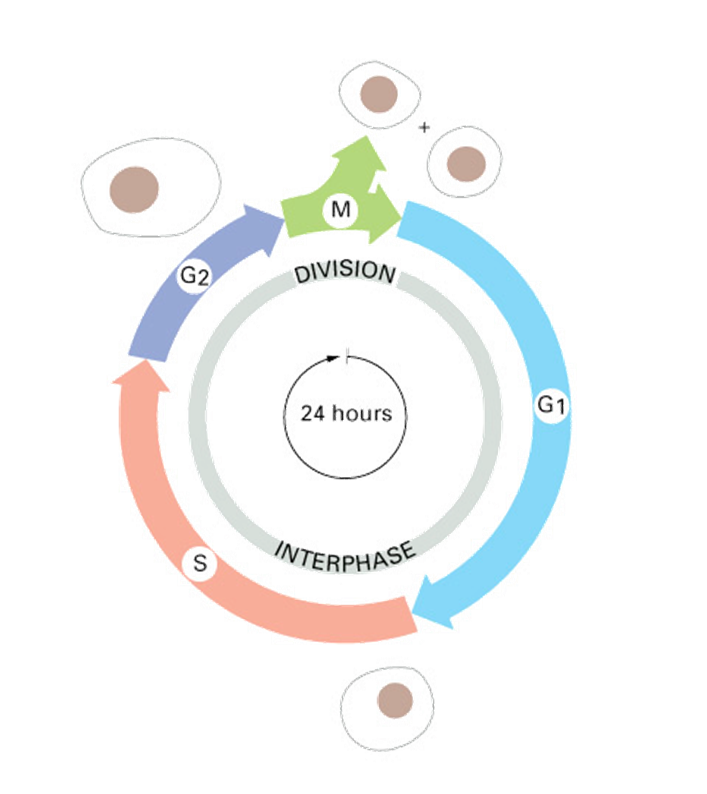 +
M
G2
DIVISION
G1
24 hours
INTERPHASE
S